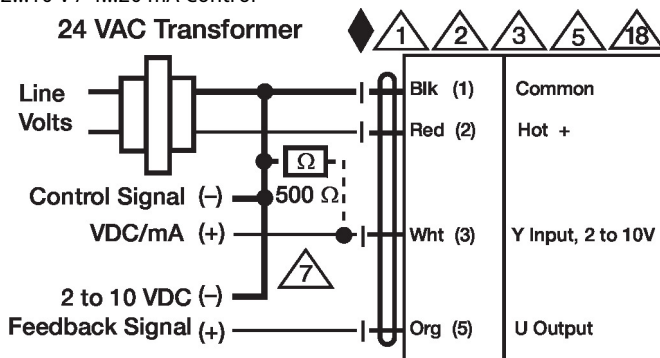 24 VAC Transformer
1 2 3 5 18
Line Volts
Blk (1) Common
Red (2) Hot +
Ω
500 Ω
Control Signal (–)
VDC/mA (+)
Wht (3) Y Input, 2 to 10V
7
2 to 10 VDC (–)
Feedback Signal (+)
Org (5) U Output